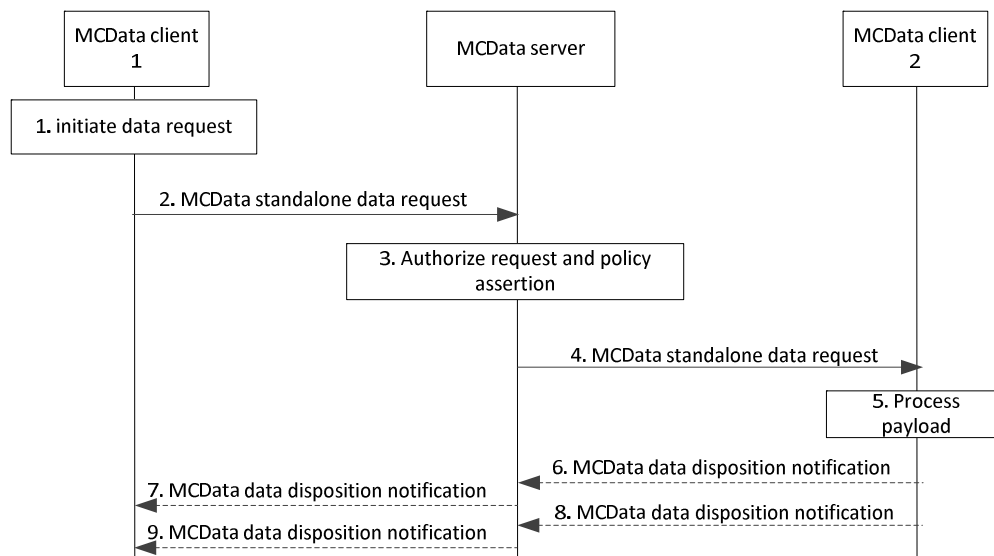 MCData client
1
MCData server
MCData client
2
1. initiate data request
2. MCData standalone data request
3. Authorize request and policy
assertion
4. MCData standalone data request
5. Process
payload
6. MCData data disposition notification
7. MCData data disposition notification
8. MCData data disposition notification
9. MCData data disposition notification